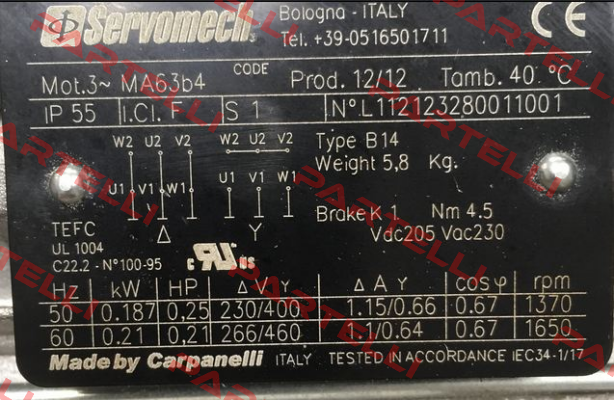 Servomech Bologna - ITALY
Tel. +39-0516501711 CE
Mot.3~ MA63b4 CODE Prod. 12/12 Tamb. 40 °C
IP 55 I.Cl. F S 1 N°L112123280011001
W2 U2 V2 W2 U2 V2 Type B14
Weight 5,8 Kg.
U1 V1 W1 U1 V1 W1
Brake K 1 Nm 4.5
TEFC Δ Y Vdc205 Vac230
UL 1004
C22.2 - N°100-95 c RU us
Hz kW HP Δ V Y Δ A Y cos φ rpm
50 0.187 0,25 230/400 1.15/0.66 0.67 1370
60 0.21 0,21 266/460 1.1/0.64 0.67 1650
Made by Carpanelli ITALY TESTED IN ACCORDANCE IEC34-1/17
PARTELLI